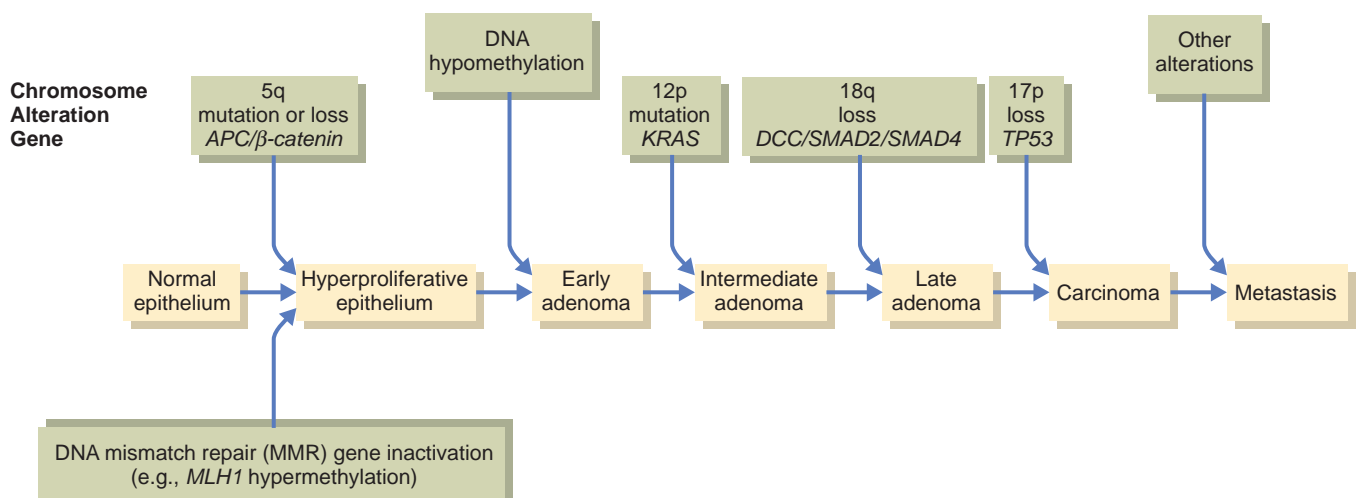 Chromosome
Alteration
Gene
5q
mutation or loss
APC/β-catenin
DNA
hypomethylation
12p
mutation
KRAS
18q
loss
DCC/SMAD2/SMAD4
17p
loss
TP53
Other
alterations
Normal
epithelium
Hyperproliferative
epithelium
Early
adenoma
Intermediate
adenoma
Late
adenoma
Carcinoma
Metastasis
DNA mismatch repair (MMR) gene inactivation
(e.g., MLH1 hypermethylation)